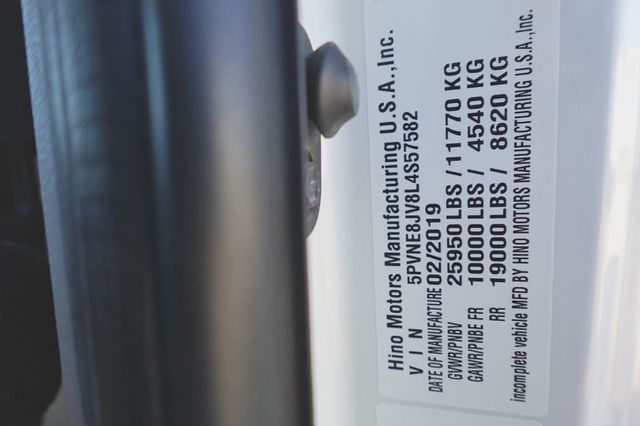 Hino Motors Manufacturing U.S.A.,Inc.
VIN 5PVNE8JV8L4S57582
DATE OF MANUFACTURE 02/2019
GVWR/PNBV 25950 LBS / 11770 KG
GAWR/PNBE FR 10000 LBS / 4540 KG
RR 19000 LBS / 8620 KG
incomplete vehicle MFD BY HINO MOTORS MANUFACTURING U.S.A.,Inc.